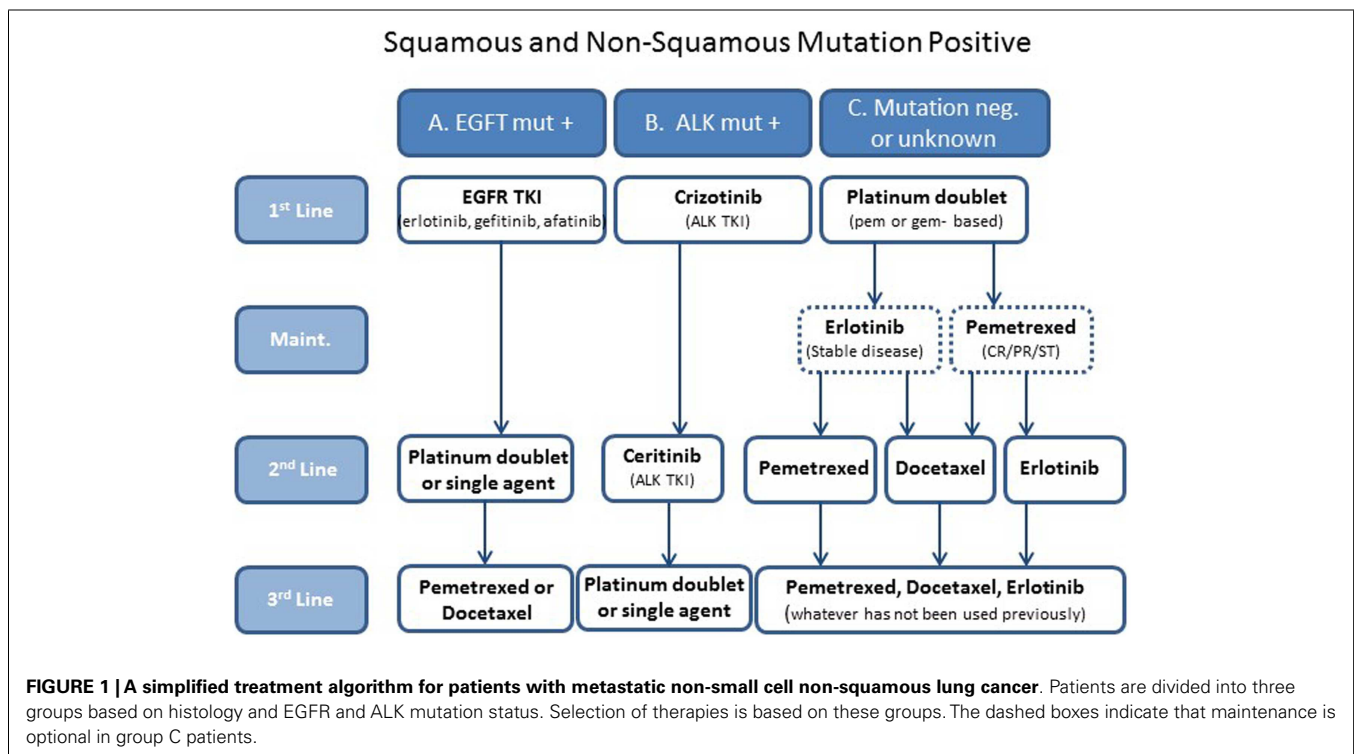 Squamous and Non-Squamous Mutation Positive
A. EGFT mut +
B. ALK mut +
C. Mutation neg.
or unknown
1st Line
EGFR TKI
(erlotinib, gefitinib, afatinib)
Crizotinib
(ALK TKI)
Platinum doublet
(pem or gem- based)
Maint.
Erlotinib
(Stable disease)
Pemetrexed
(CR/PR/ST)
2nd Line
Platinum doublet
or single agent
Ceritinib
(ALK TKI)
Pemetrexed
Docetaxel
Erlotinib
3rd Line
Pemetrexed or
Docetaxel
Platinum doublet
or single agent
Pemetrexed, Docetaxel, Erlotinib
(whatever has not been used previously)
FIGURE 1 | A simplified treatment algorithm for patients with metastatic non-small cell non-squamous lung cancer. Patients are divided into three
groups based on histology and EGFR and ALK mutation status. Selection of therapies is based on these groups. The dashed boxes indicate that maintenance is
optional in group C patients.